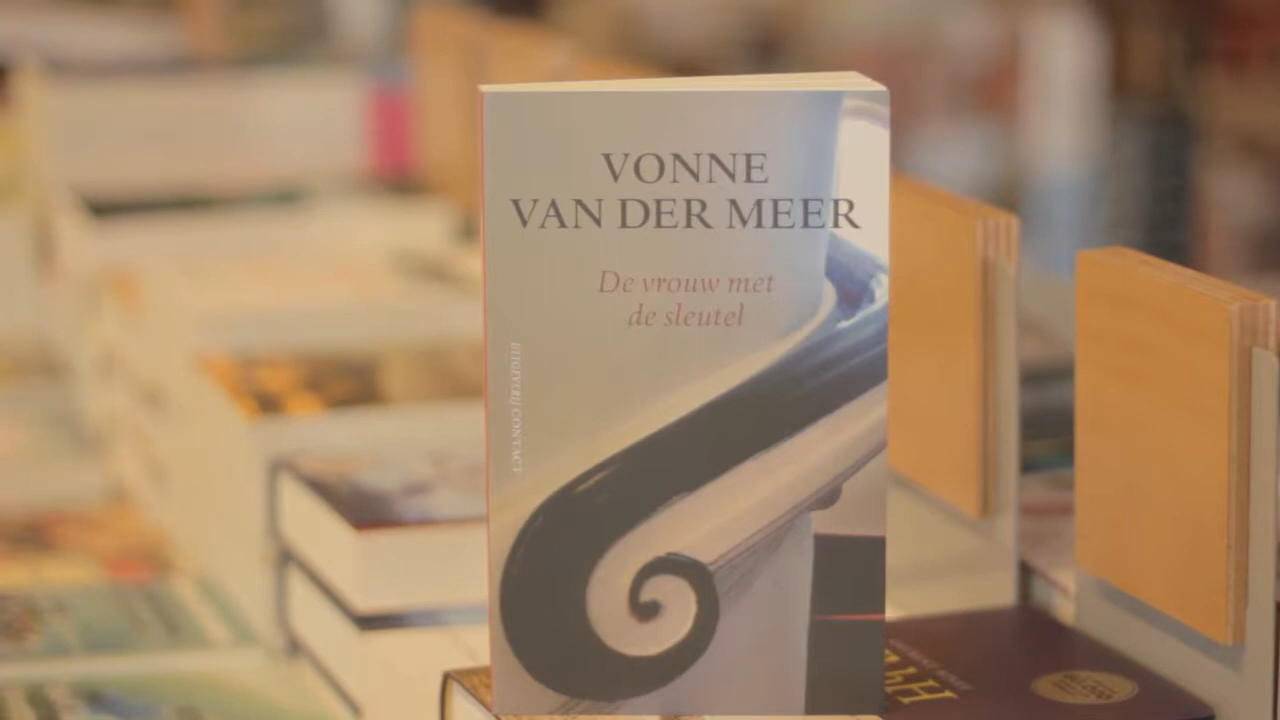 VONNE
VAN DER MEER
De vrouw met
de sleutel
UITGEVERIJ CONTACT